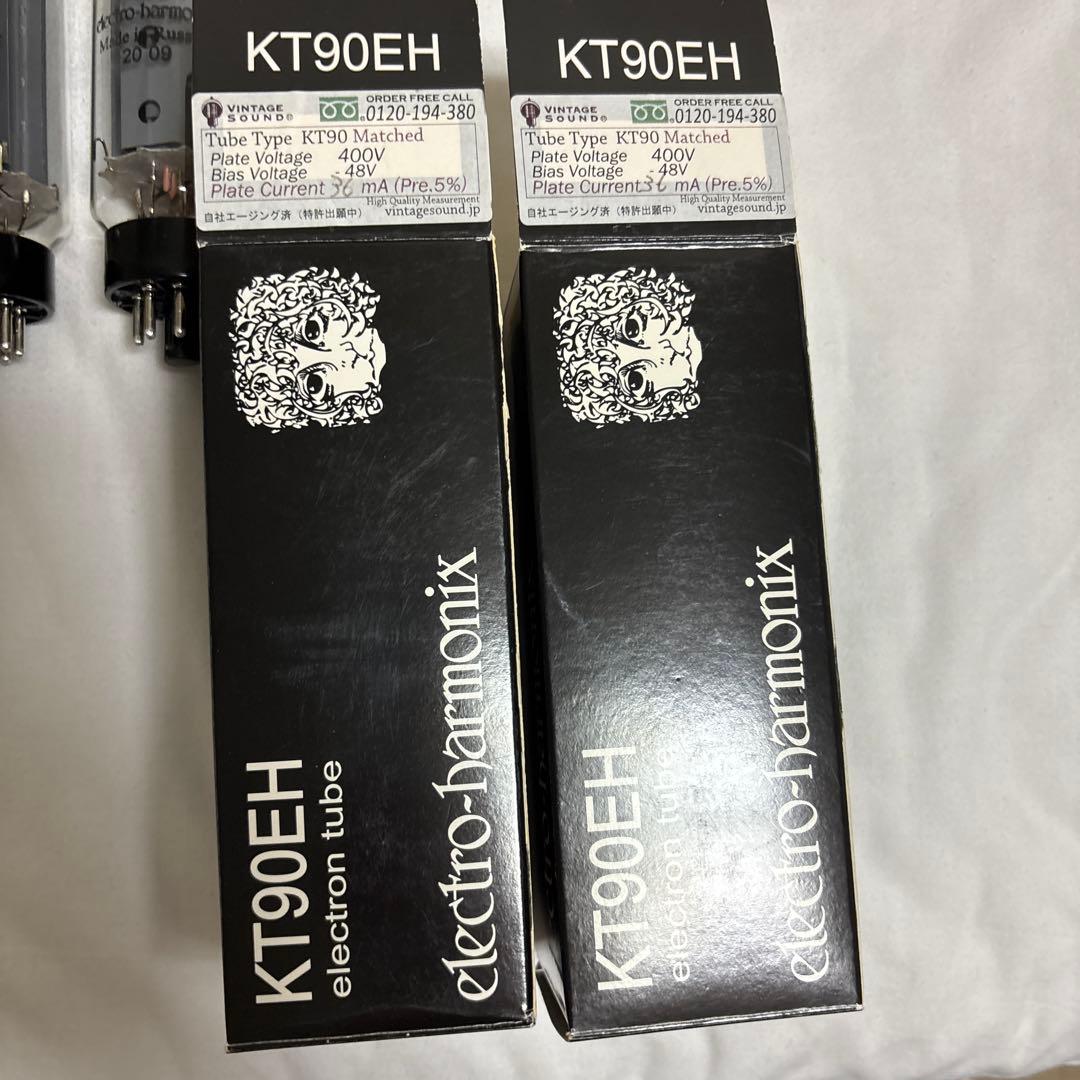 electro-harmo
Made in Russ
20 09
KT90EH
VINTAGE
SOUND®
ORDER FREE CALL
0120-194-380
Tube Type KT90 Matched
Plate Voltage 400V
Bias Voltage -48V
Plate Current 36 mA (Pre.5%)
High Quality Measurement
自社エージング済（特許出願中） vintagesound.jp
KT90EH
electron tube
electro-harmonix
KT90EH
VINTAGE
SOUND®
ORDER FREE CALL
0120-194-380
Tube Type KT90 Matched
Plate Voltage 400V
Bias Voltage -48V
Plate Current 36 mA (Pre.5%)
High Quality Measurement
自社エージング済（特許出願中） vintagesound.jp
KT90EH
electron tube
electro-harmonix